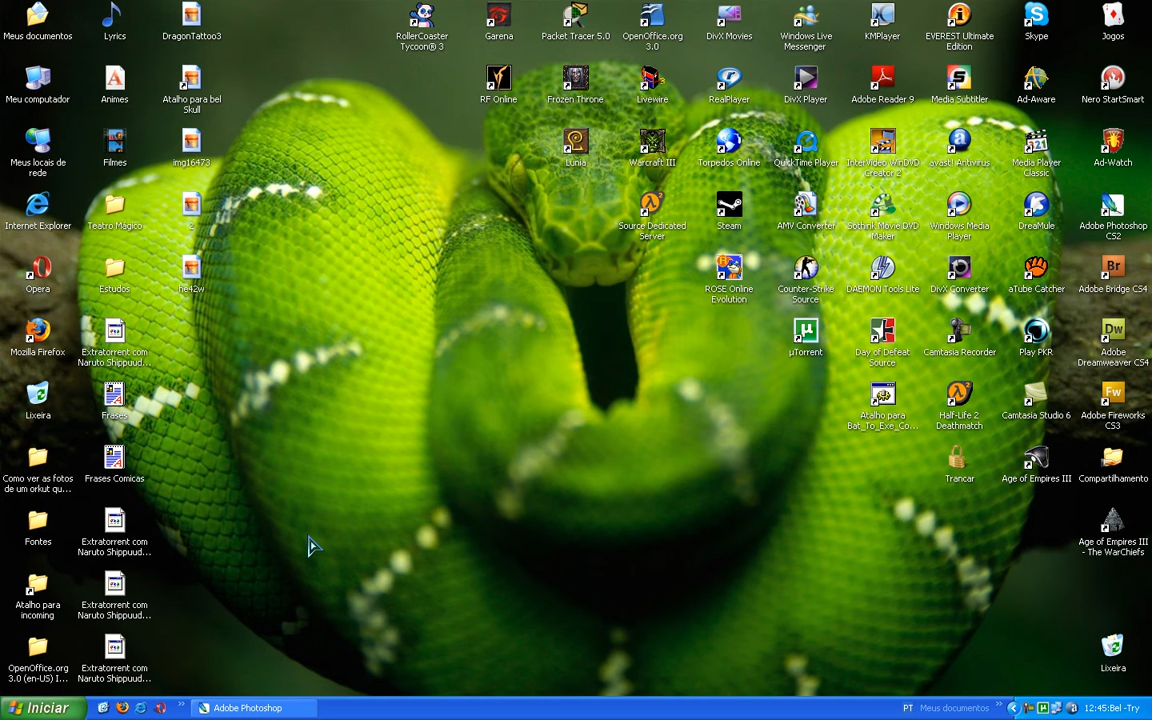 Meus documentos
Lyrics
DragonTattoo3
RollerCoaster
Tycoon® 3
Garena
Packet Tracer 5.0
OpenOffice.org
3.0
DivX Movies
Windows Live
Messenger
KMPlayer
EVEREST Ultimate
Edition
Skype
Jogos
Meu computador
Animes
Atalho para bel
Skull
RF Online
Frozen Throne
Livewire
RealPlayer
DivX Player
Adobe Reader 9
Media Subtitler
Ad-Aware
Nero StartSmart
Meus locais de
rede
Filmes
img16473
Lunia
Warcraft III
Torpedos Online
QuickTime Player
InterVideo WinDVD
Creator 2
avast! Antivirus
Media Player
Classic
Ad-Watch
Internet Explorer
Teatro Mágico
2
Source Dedicated
Server
Steam
AMV Converter
Sothink Movie DVD
Maker
Windows Media
Player
DreaMule
Adobe Photoshop
CS2
Opera
Estudos
he42w
ROSE Online
Evolution
Counter-Strike
Source
DAEMON Tools Lite
DivX Converter
aTube Catcher
Adobe Bridge CS4
Mozilla Firefox
Extratorrent com
Naruto Shippuud...
µTorrent
Day of Defeat
Source
Camtasia Recorder
Play PKR
Adobe
Dreamweaver CS4
Lixeira
Frases
Atalho para
Bat_To_Exe_Co...
Half-Life 2
Deathmatch
Camtasia Studio 6
Adobe Fireworks
CS3
Como ver as fotos
de um orkut qu...
Frases Comicas
Trancar
Age of Empires III
Compartilhamento
Fontes
Extratorrent com
Naruto Shippuud...
Age of Empires III
- The WarChiefs
Atalho para
incoming
Extratorrent com
Naruto Shippuud...
OpenOffice.org
3.0 (en-US) I...
Extratorrent com
Naruto Shippuud...
Lixeira
Iniciar
Adobe Photoshop
PT
Meus documentos
12:45:Bel -Try